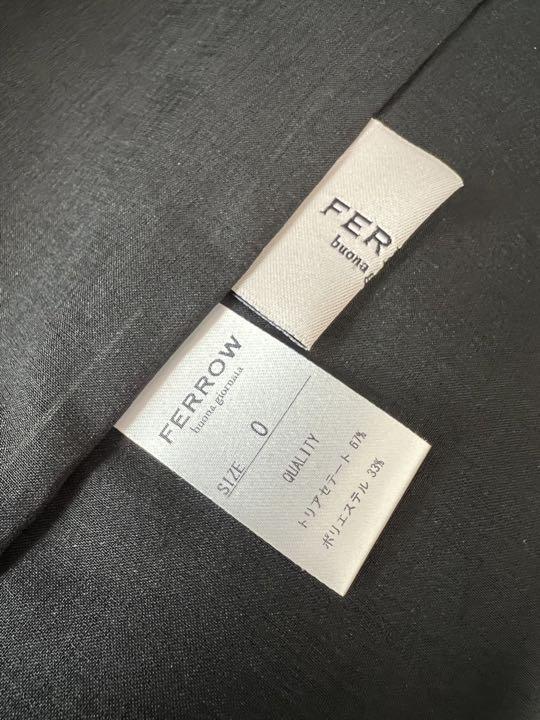 FER
buona g
FERROW
buona giornata
SIZE 0
QUALITY
トリアセテート 67%
ポリエステル 33%